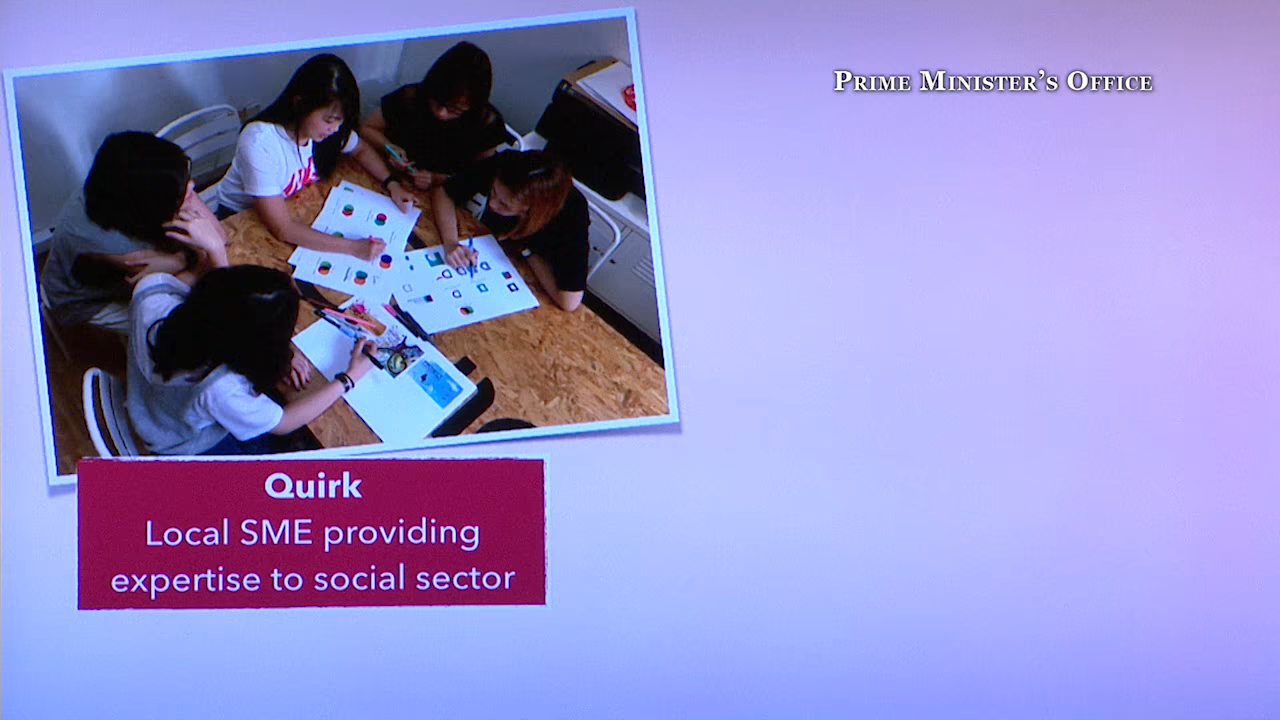 PRIME MINISTER'S OFFICE
Quirk
Local SME providing
expertise to social sector